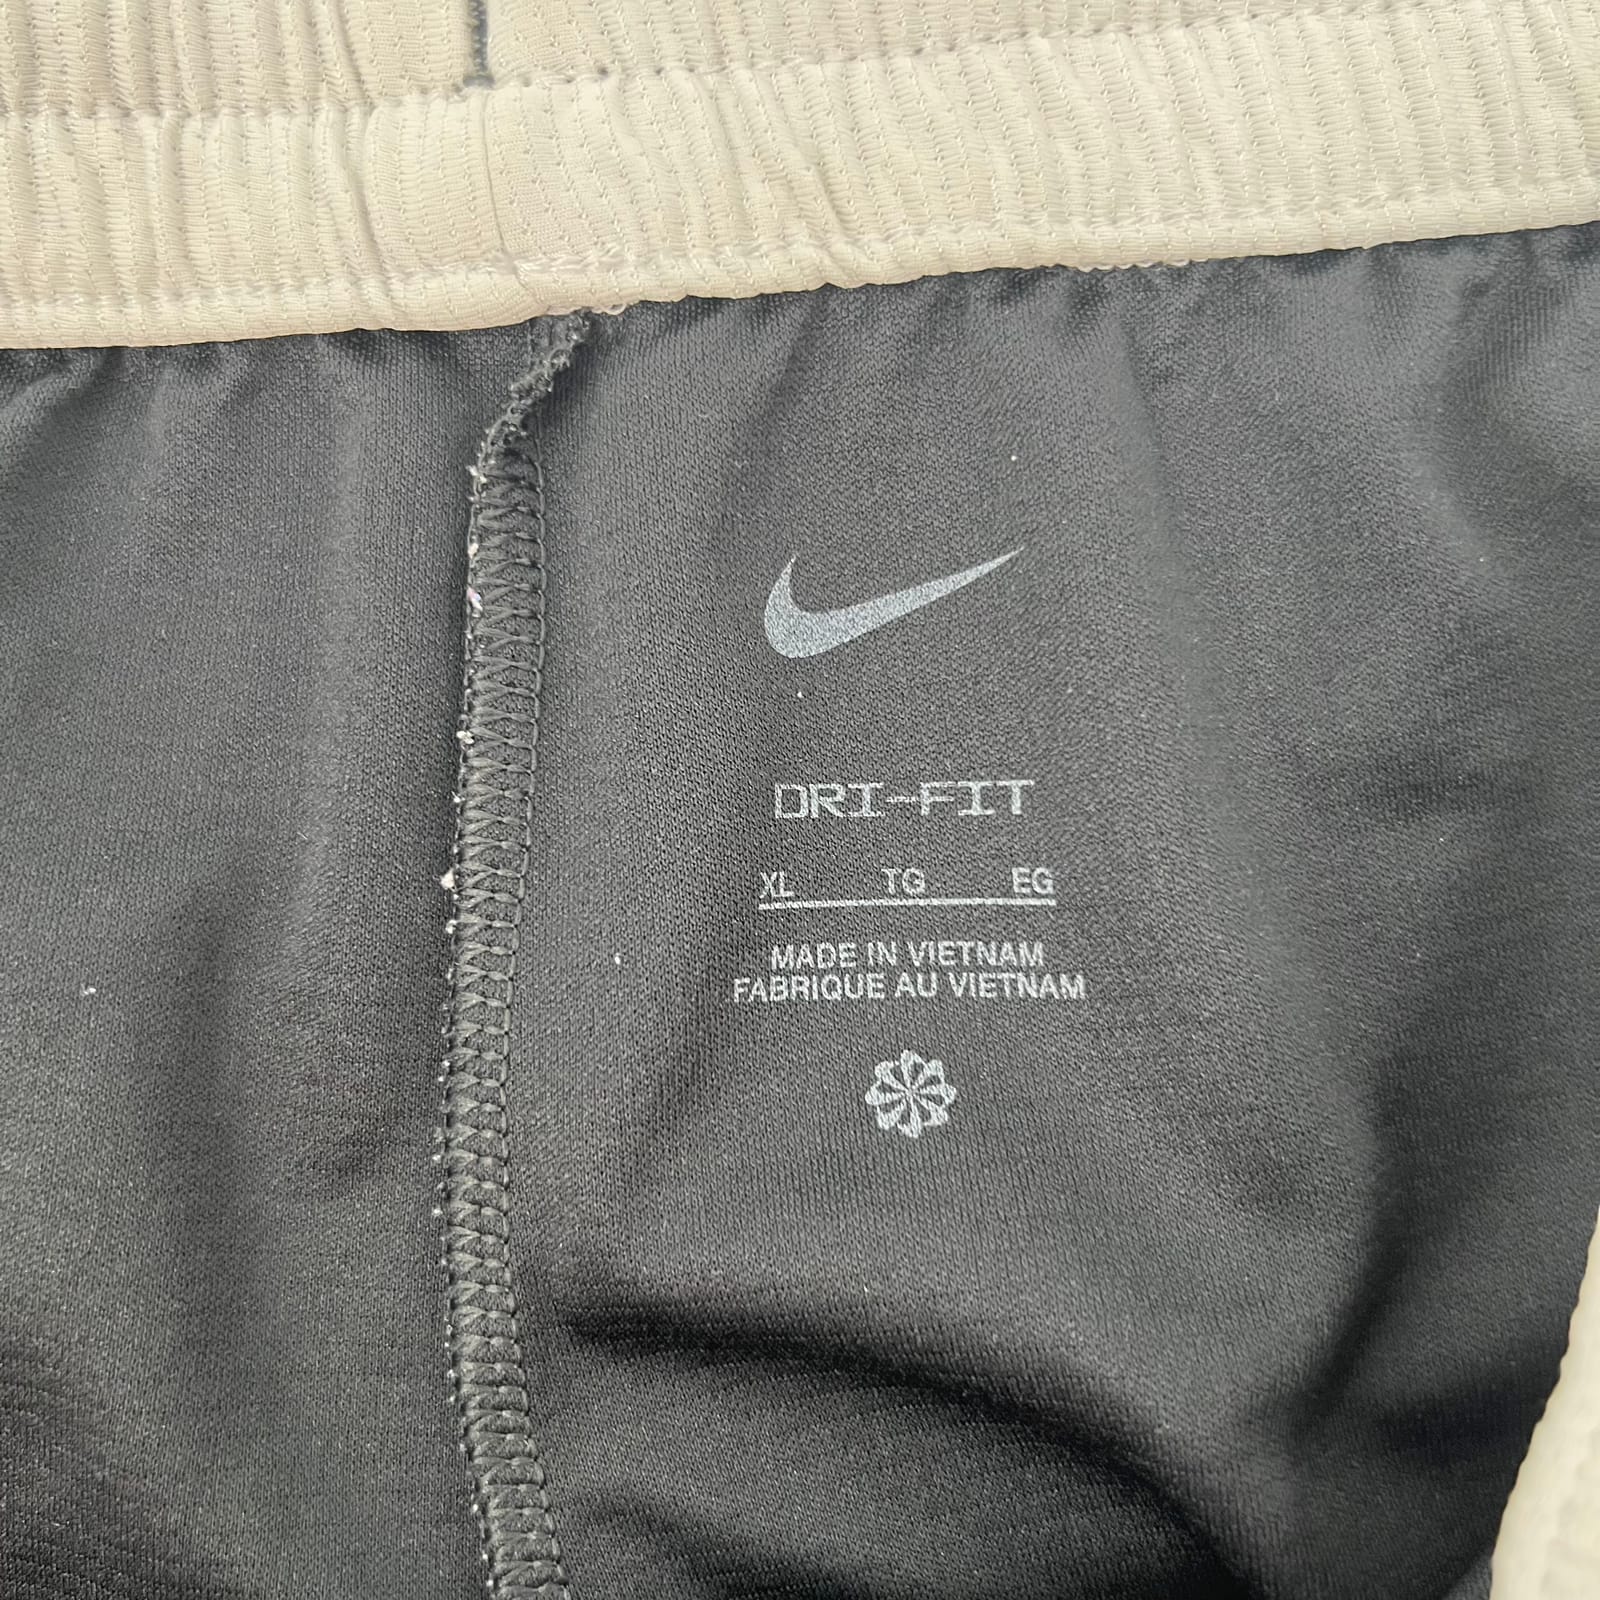 DRI-FIT
XL TG EG
MADE IN VIETNAM
FABRIQUE AU VIETNAM